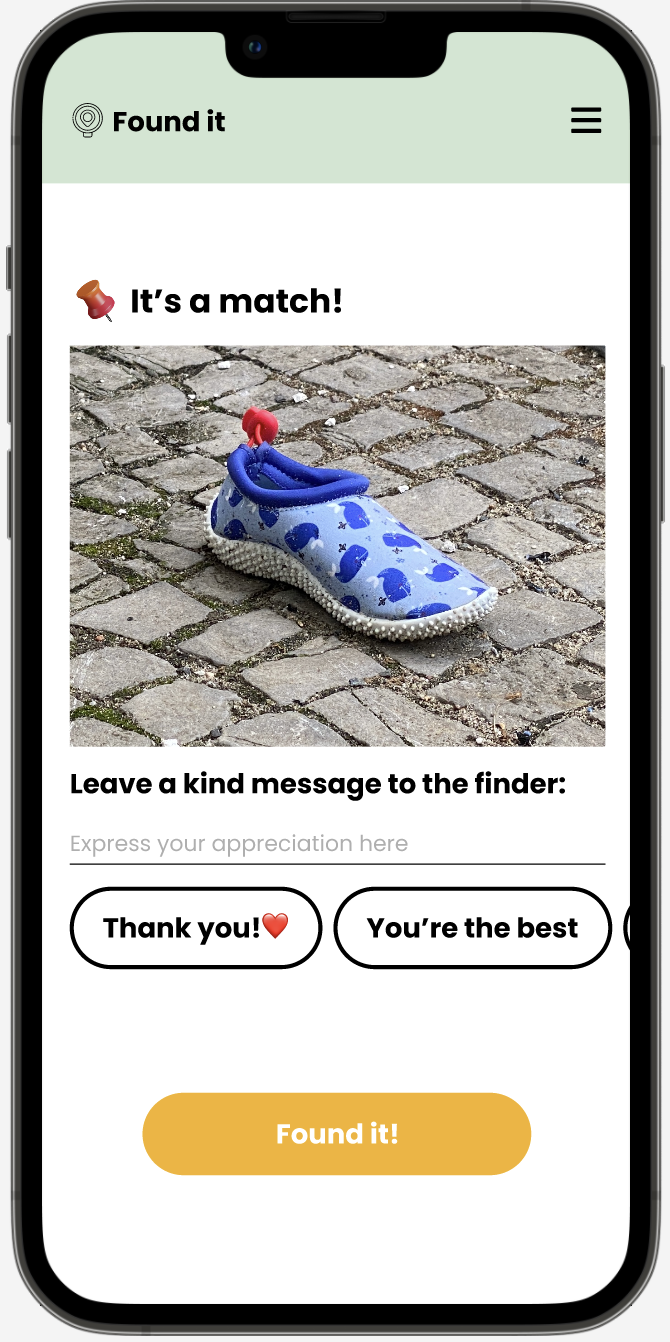 Found it
It’s a match!
Leave a kind message to the finder:
Express your appreciation here
Thank you!❤️
You’re the best
Found it!